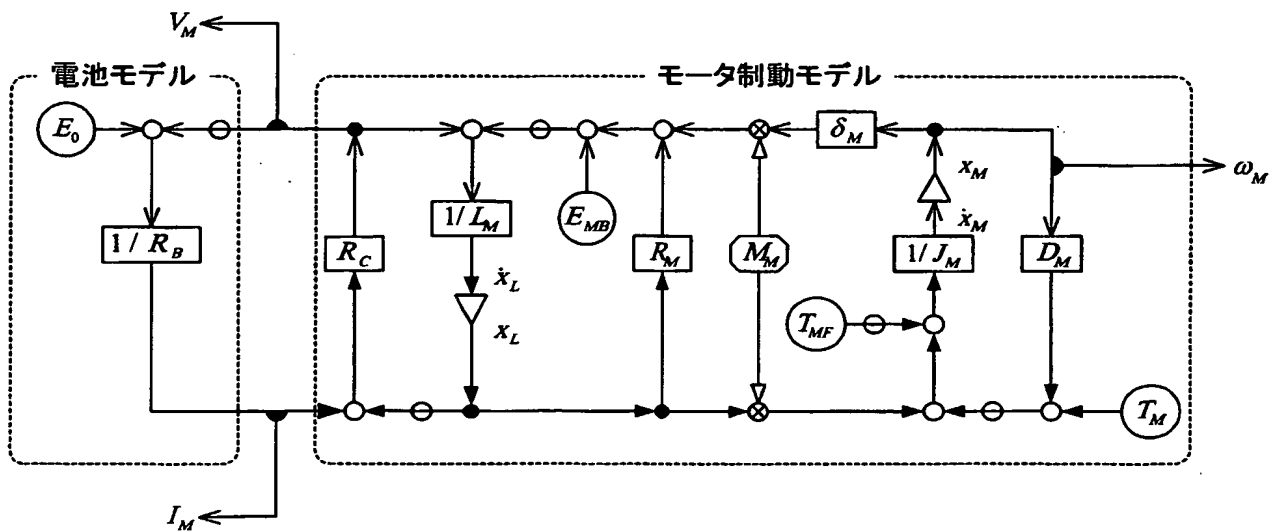 V_M
電池モデル
モータ制動モデル
E_0
δ_M
x_M
ω_M
1/ R_B
R_C
1/ L_M
E_MB
R_M
M_M
ẋ_M
1/ J_M
D_M
ẋ_L
x_L
T_MF
T_M
I_M